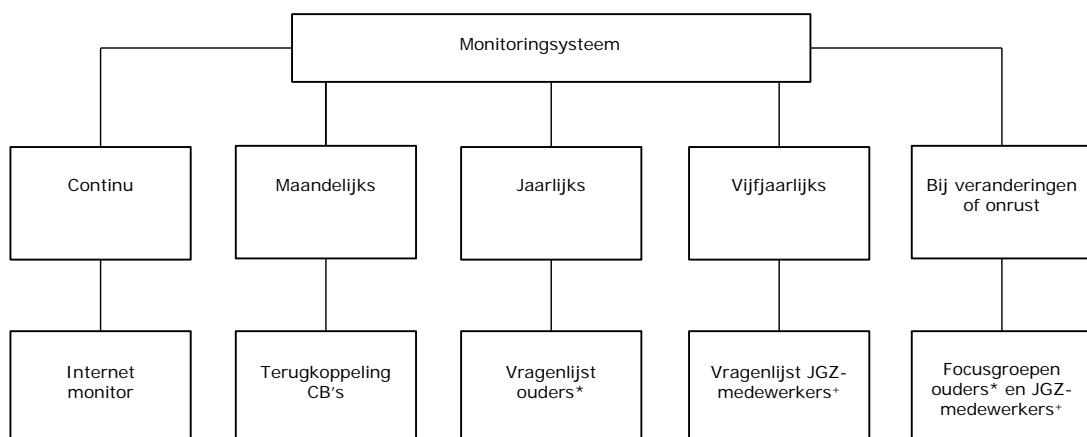 Monitoringsysteem
Continu
Maandelijks
Jaarlijks
Vijfjaarlijks
Bij veranderingen
of onrust
Internet
monitor
Terugkoppeling
CB's
Vragenlijst
ouders*
Vragenlijst JGZ-
medewerkers⁺
Focusgroepen
ouders* en JGZ-
medewerkers⁺